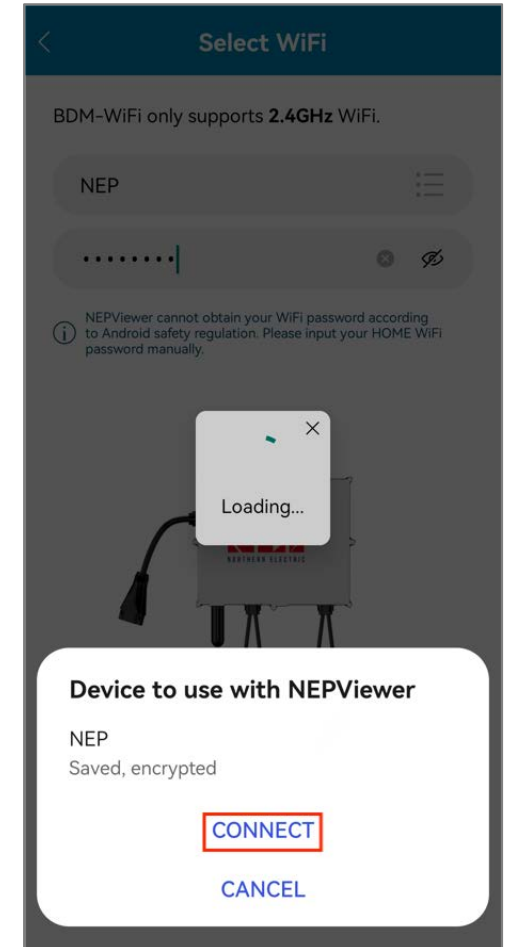 Select WiFi
BDM-WiFi only supports 2.4GHz WiFi.
NEP
••••••••
NEPViewer cannot obtain your WiFi password according
to Android safety regulation. Please input your HOME WiFi
password manually.
Loading...
NORTHERN ELECTRIC
Device to use with NEPViewer
NEP
Saved, encrypted
CONNECT
CANCEL